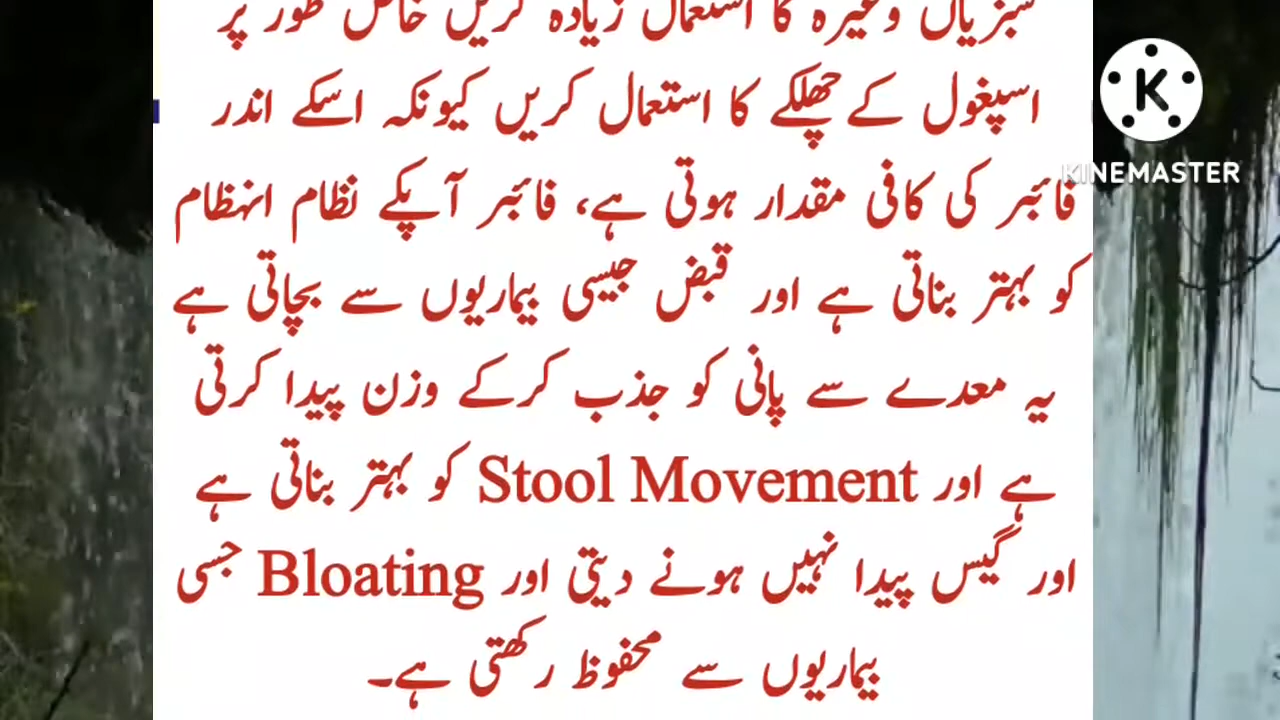 سبزیاں وغیرہ کا استعمال زیادہ کریں خاص طور پر
اسپغول کے چھلکے کا استعمال کریں کیونکہ اسکے اندر
فائبر کی کافی مقدار ہوتی ہے، فائبر آپکے نظام انہظام
کو بہتر بناتی ہے اور قبض جیسی بیماریوں سے بچاتی ہے
یہ معدے سے پانی کو جذب کرکے وزن پیدا کرتی
ہے اور Stool Movement کو بہتر بناتی ہے
اور گیس پیدا نہیں ہونے دیتی اور Bloating جسی
بیماریوں سے محفوظ رکھتی ہے۔
K
KINEMASTER